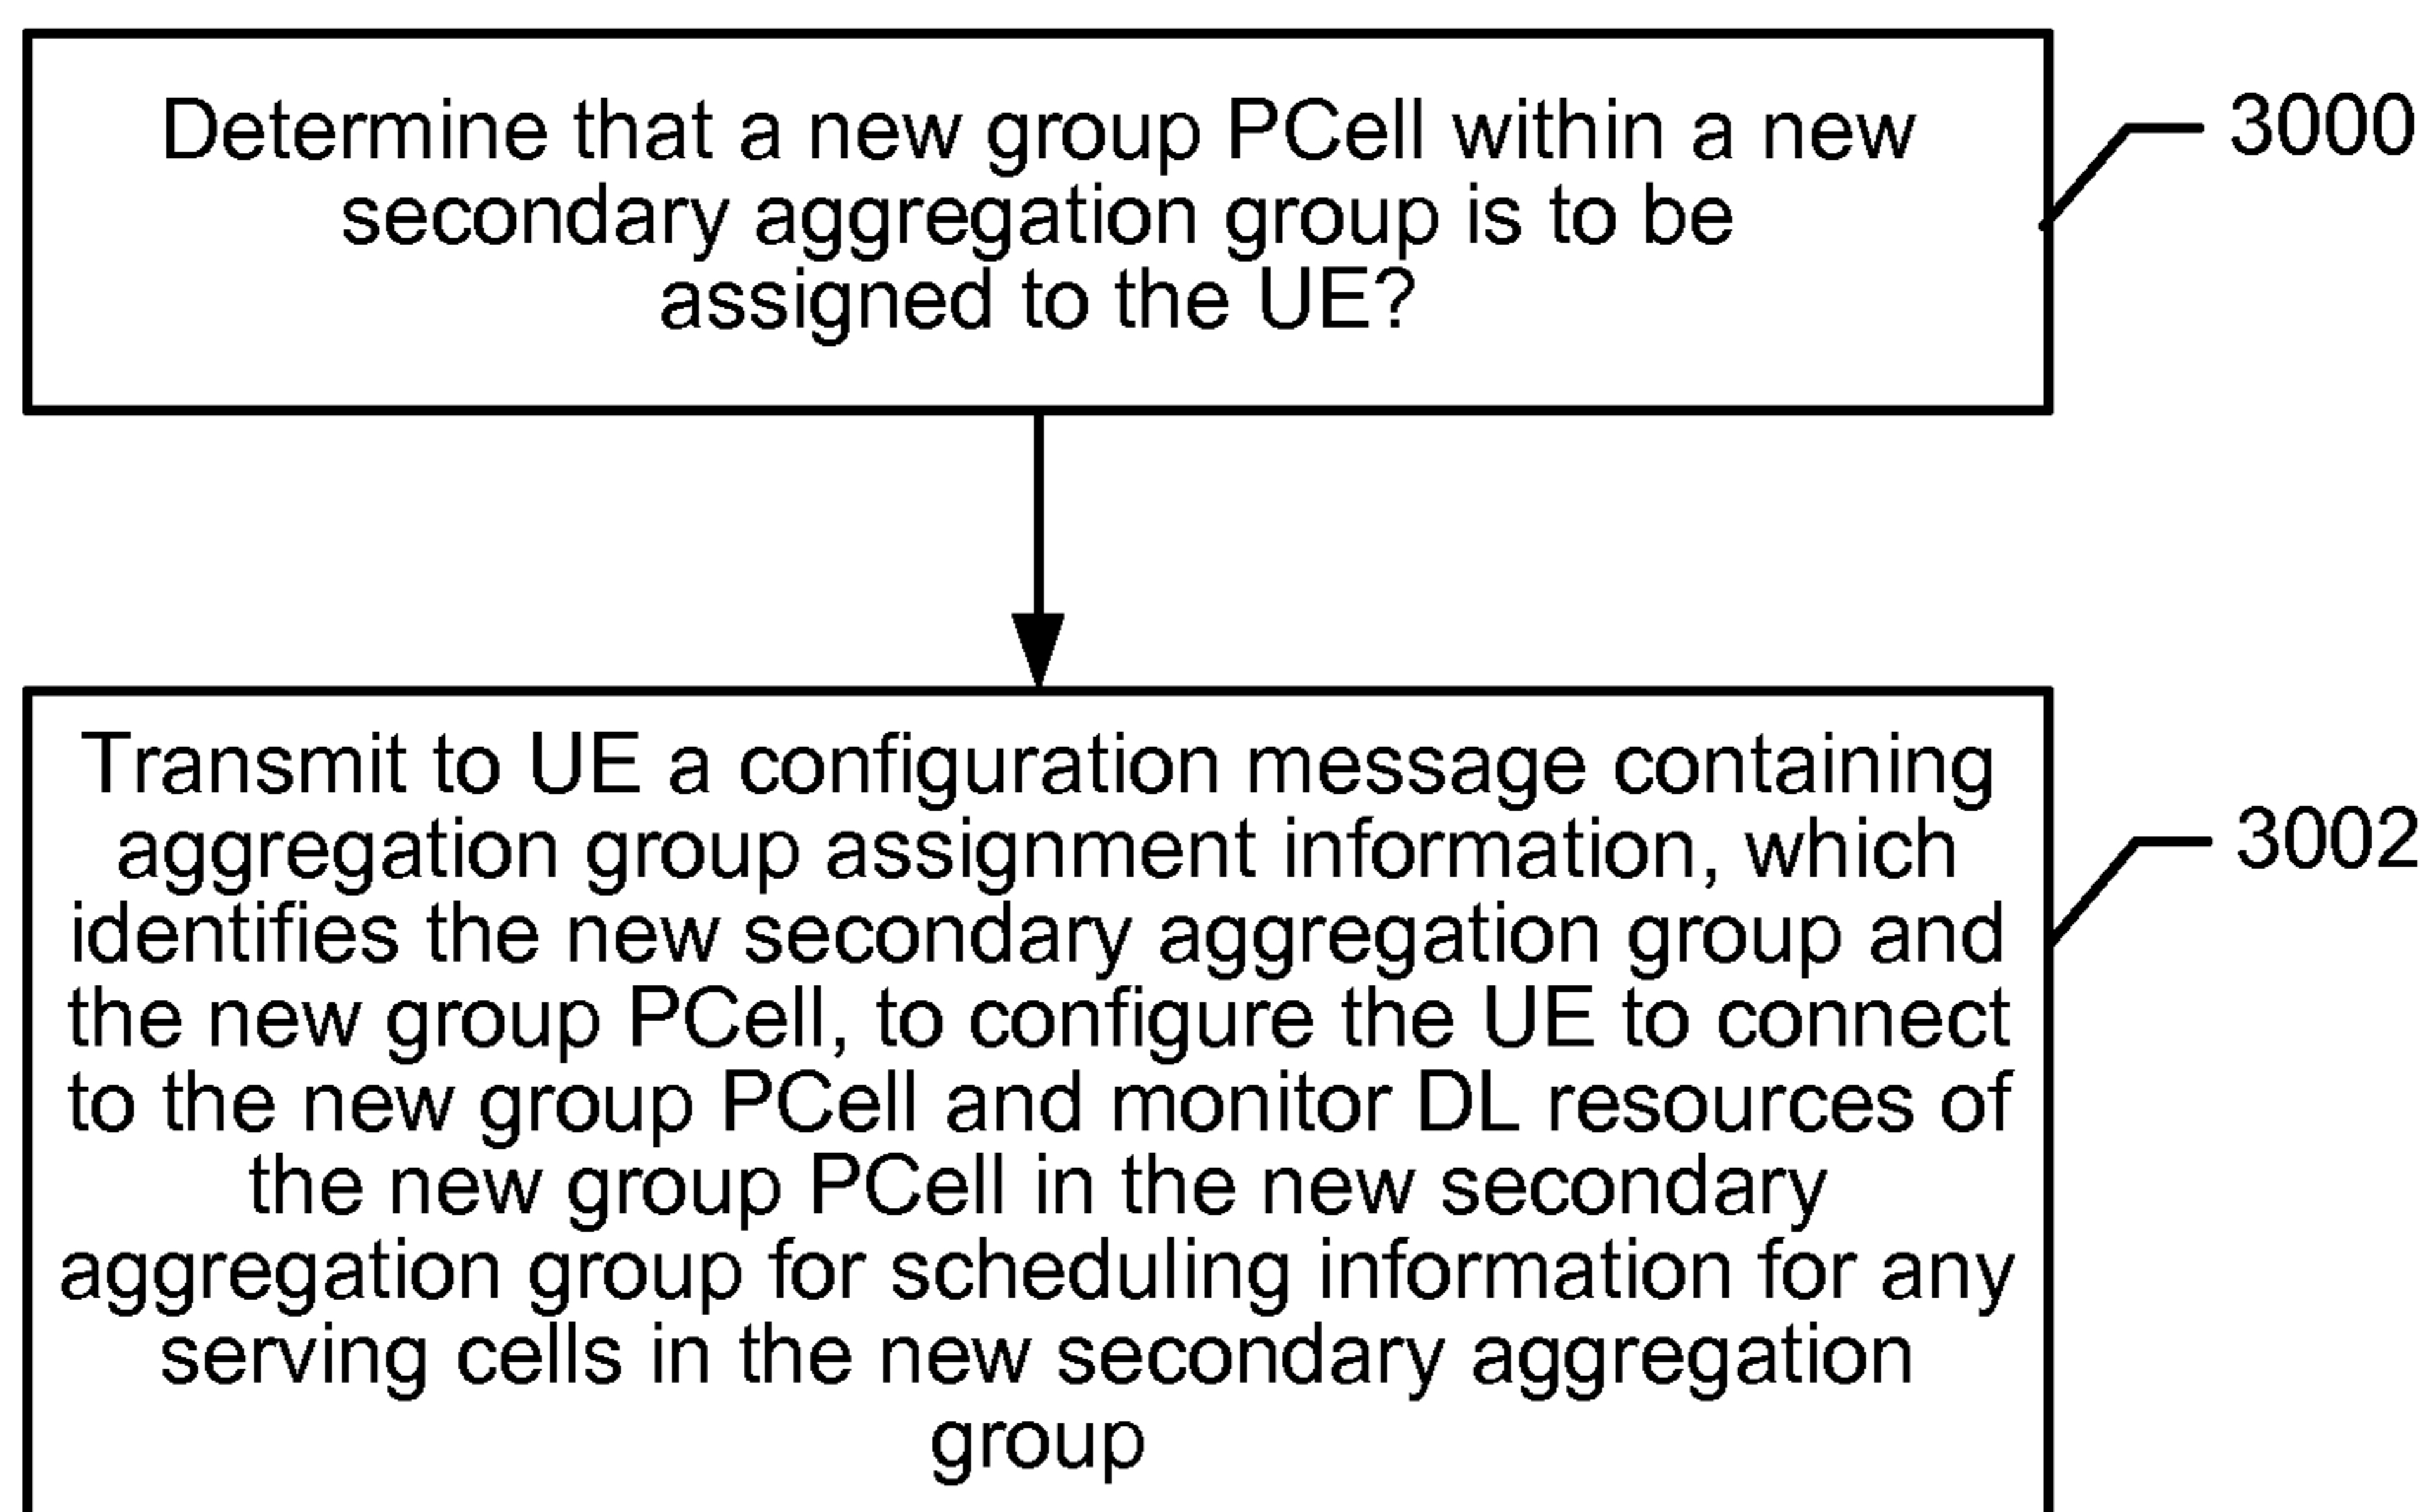 Determine that a new group PCell within a new
secondary aggregation group is to be
assigned to the UE?
3000
Transmit to UE a configuration message containing
aggregation group assignment information, which
identifies the new secondary aggregation group and
the new group PCell, to configure the UE to connect
to the new group PCell and monitor DL resources of
the new group PCell in the new secondary
aggregation group for scheduling information for any
serving cells in the new secondary aggregation
group
3002